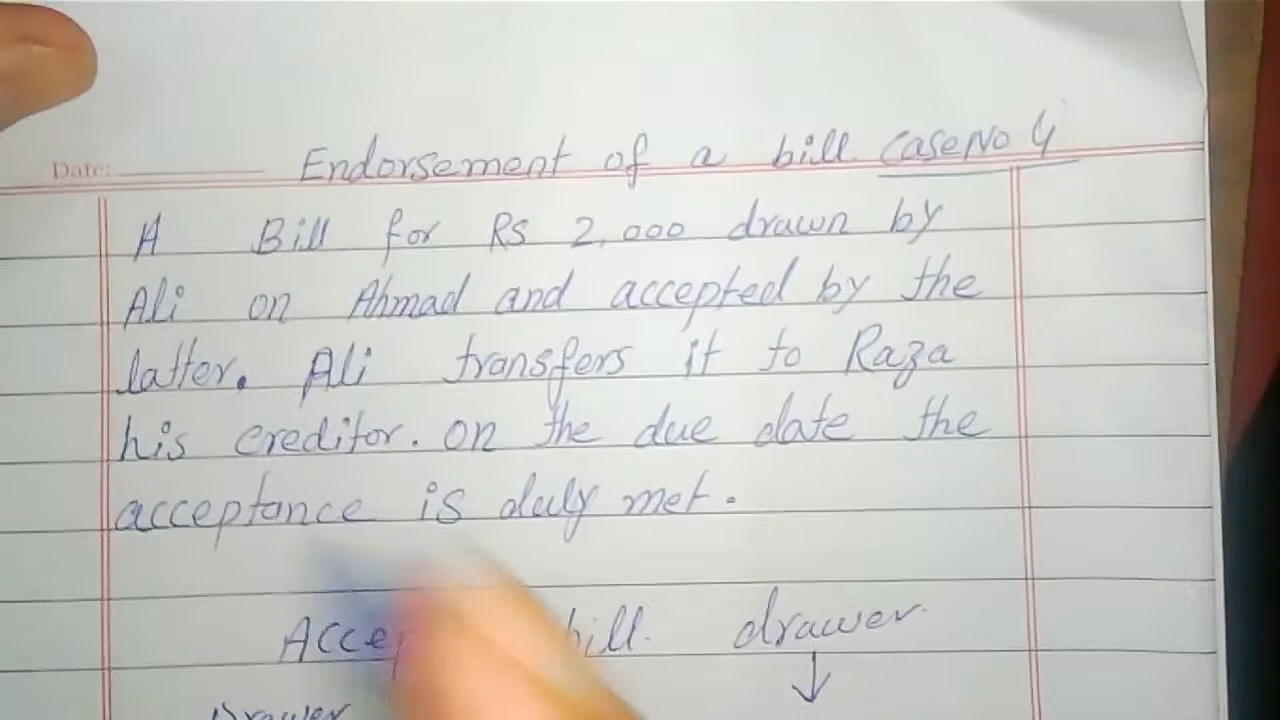 Endorsement of a bill. Case No 4
Date:
A Bill for Rs 2,000 drawn by
Ali on Ahmad and accepted by the
latter. Ali transfers it to Raza
his creditor. on the due date the
acceptance is duly met.
bill. drawer.
Drawer